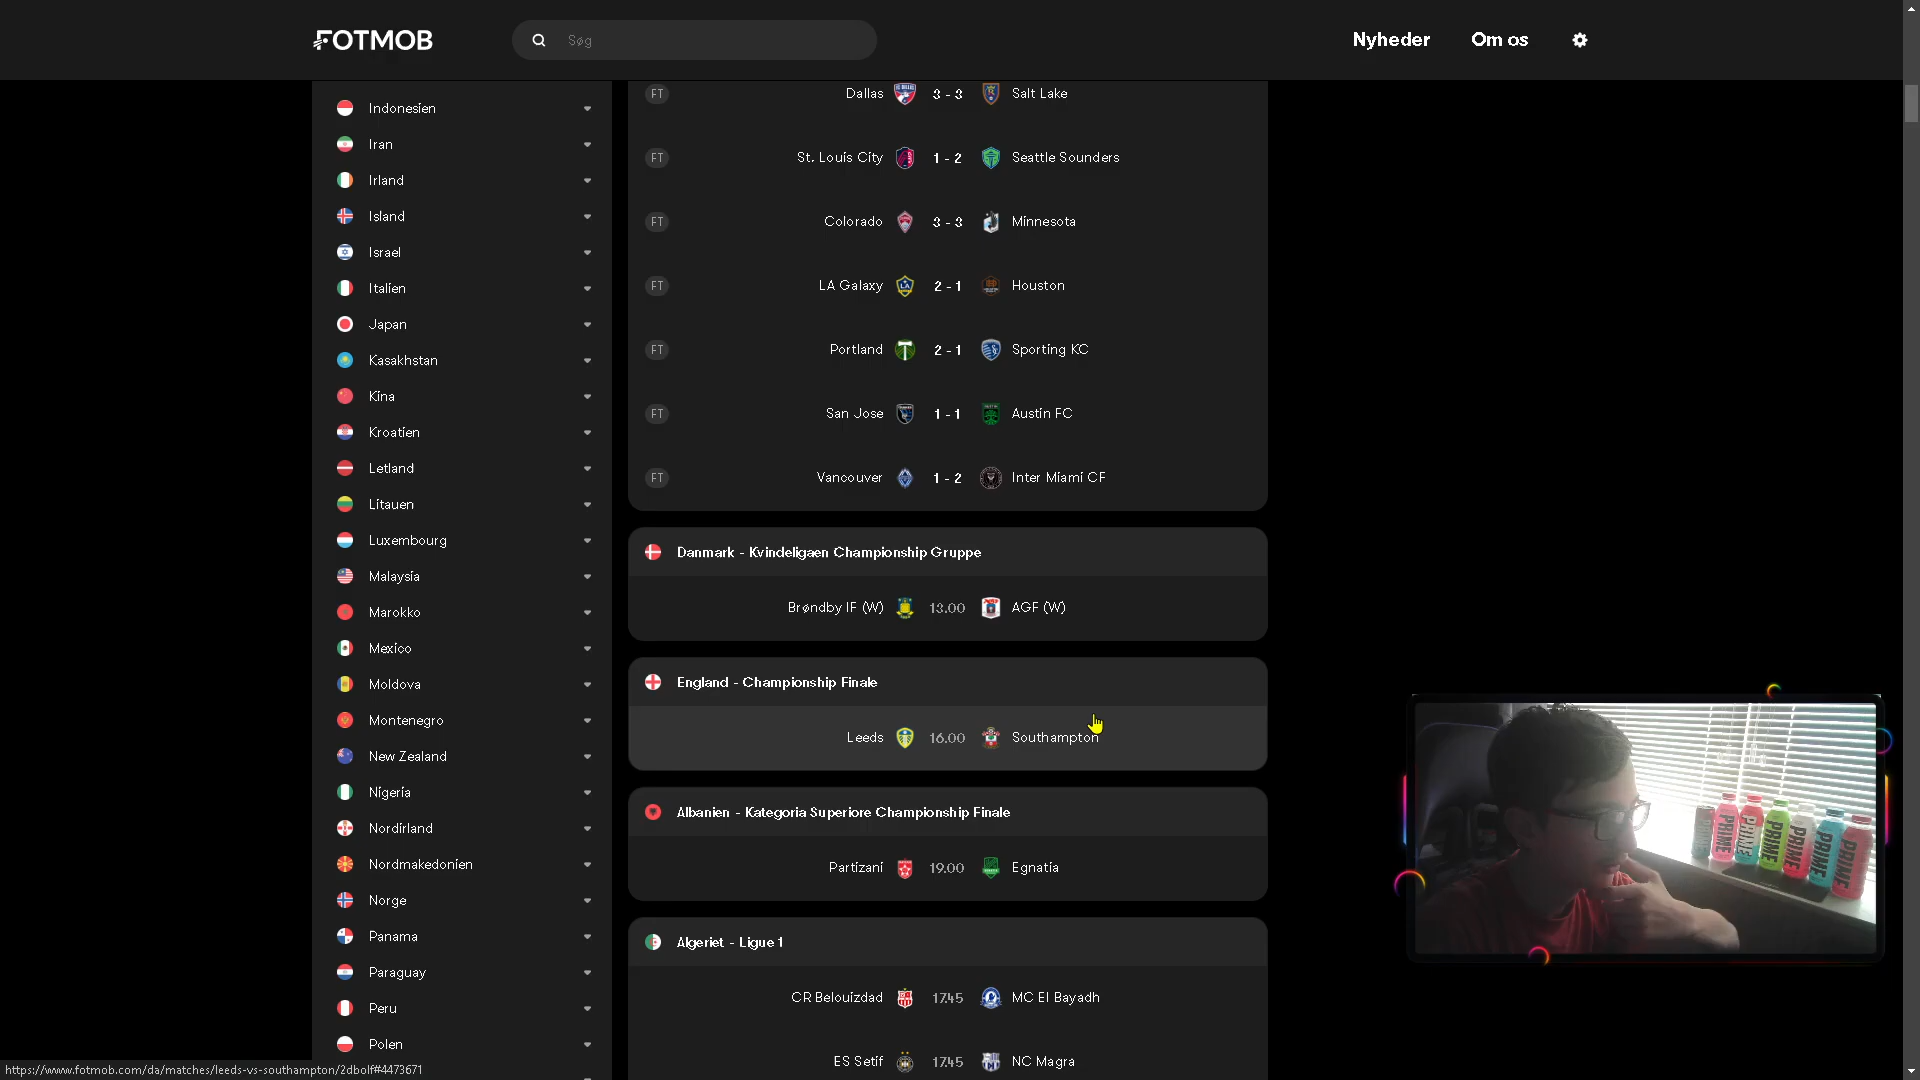 FOTMOB
Søg
Nyheder
Om os
Indonesien
Iran
Irland
Island
Israel
Italien
Japan
Kasakhstan
Kina
Kroatien
Letland
Litauen
Luxembourg
Malaysia
Marokko
Mexico
Moldova
Montenegro
New Zealand
Nigeria
Nordirland
Nordmakedonien
Norge
Panama
Paraguay
Peru
Polen
FT Dallas 3 - 3 Salt Lake
FT St. Louis City 1 - 2 Seattle Sounders
FT Colorado 3 - 3 Minnesota
FT LA Galaxy 2 - 1 Houston
FT Portland 2 - 1 Sporting KC
FT San Jose 1 - 1 Austin FC
FT Vancouver 1 - 2 Inter Miami CF
Danmark - Kvindeligaen Championship Gruppe
Brøndby IF (W) 13.00 AGF (W)
England - Championship Finale
Leeds 16.00 Southampton
Albanien - Kategoria Superiore Championship Finale
Partizani 19.00 Egnatia
Algeriet - Ligue 1
CR Belouizdad 17.45 MC El Bayadh
ES Setif 17.45 NC Magra
PRIME PRIME PRIME PRIME PRIME PRIME
https://www.fotmob.com/da/matches/leeds-vs-southampton/2dbolf#4473671